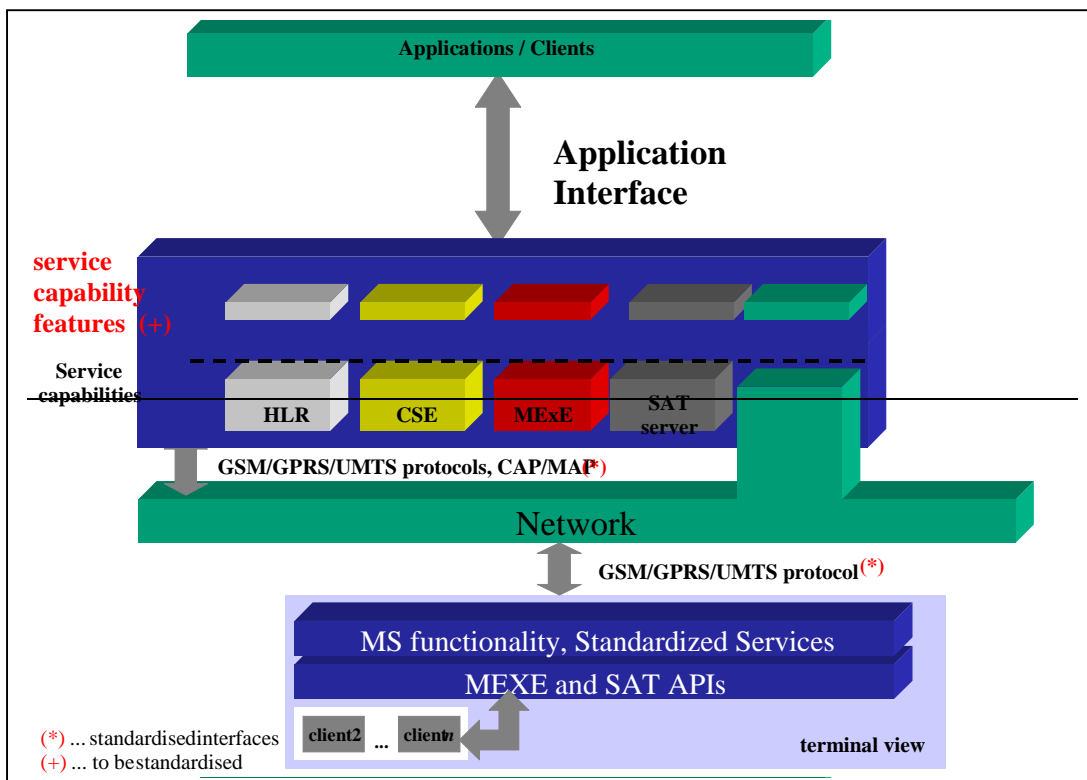 Applications / Clients
Application
Interface
service
capability
features (+)
Service
capabilities
HLR
CSE
MExE
SAT
server
GSM/GPRS/UMTS protocols, CAP/MAP(*)
Network
GSM/GPRS/UMTS protocol(*)
MS functionality, Standardized Services
MEXE and SAT APIs
client2 ... clientn
terminal view
(*) ... standardisedinterfaces
(+) ... to bestandardised